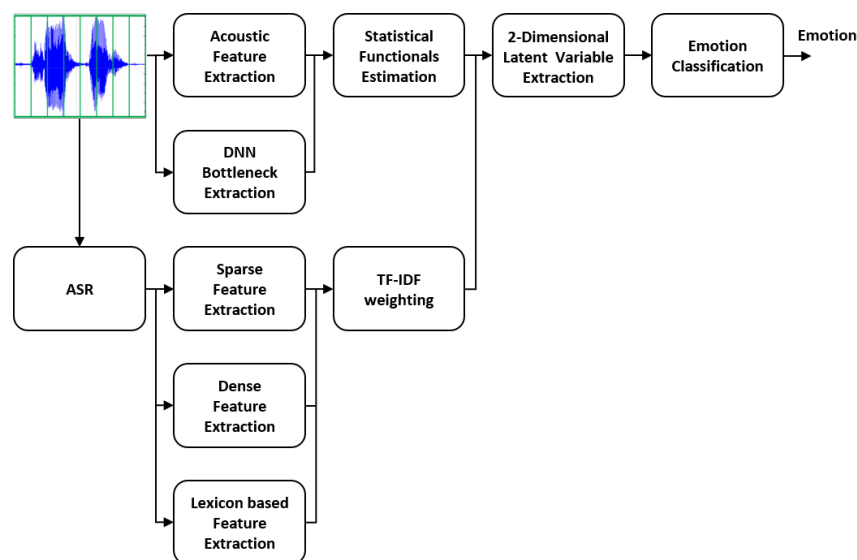 Acoustic
Feature
Extraction
Statistical
Functionals
Estimation
2-Dimensional
Latent Variable
Extraction
Emotion
Classification
Emotion
DNN
Bottleneck
Extraction
ASR
Sparse
Feature
Extraction
TF-IDF
weighting
Dense
Feature
Extraction
Lexicon based
Feature
Extraction